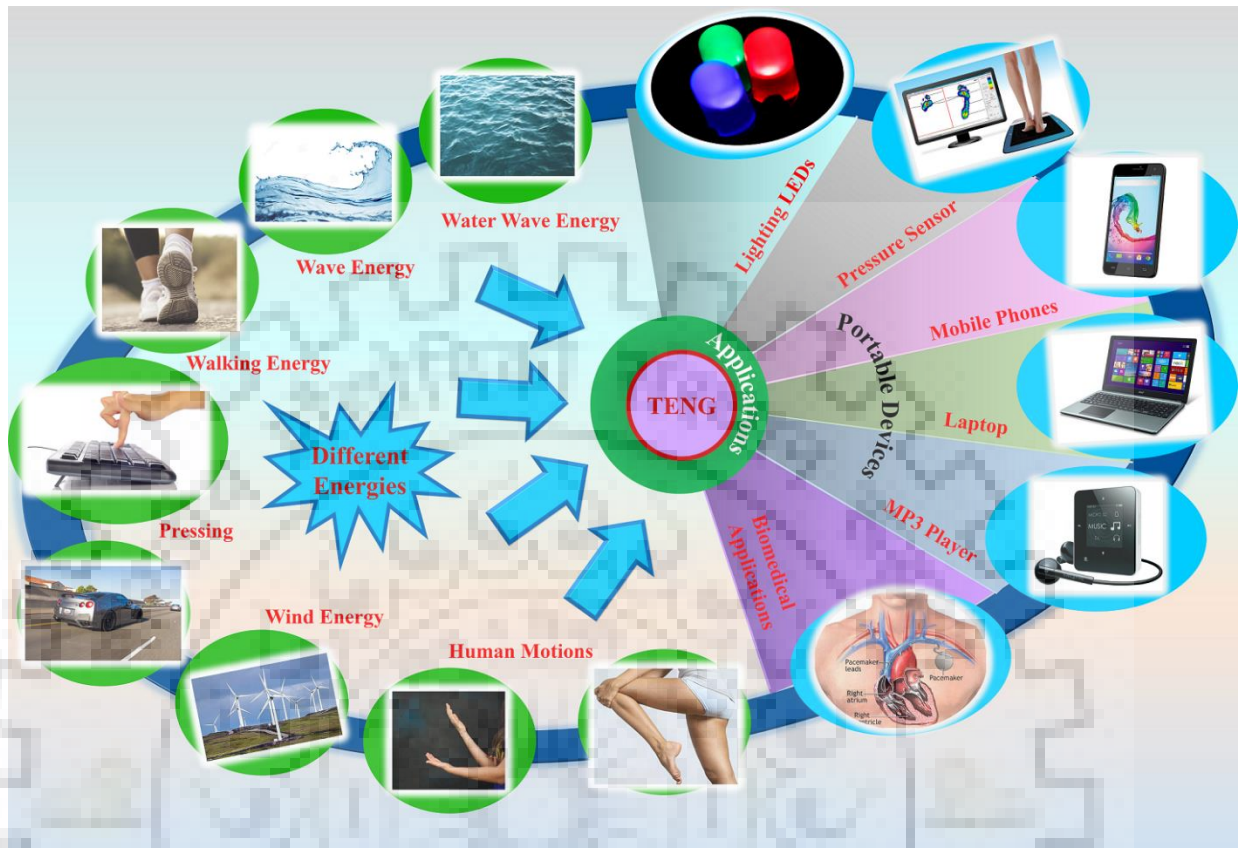 Water Wave Energy
Wave Energy
Walking Energy
Pressing
Wind Energy
Human Motions
Different
Energies
TENG
Applications
Lighting LEDs
Pressure Sensor
Mobile Phones
Portable Devices
Laptop
MP3 Player
MUSIC
Biomedical
Applications
Pacemaker
leads
Pacemaker
Right
atrium
Right